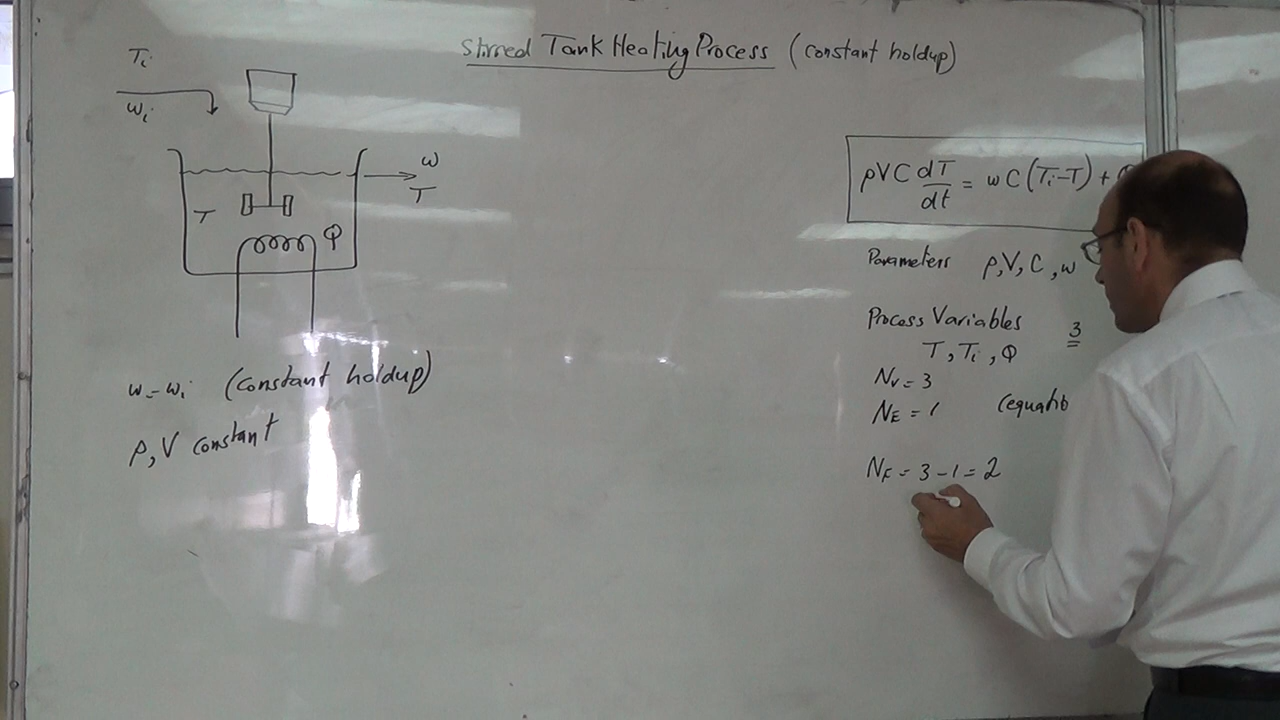 Stirred Tank Heating Process (constant holdup)
Ti
wi
w
T
T
Q
w = wi (constant holdup)
ρ, V constant
ρVC dT/dt = wC(Ti-T) +
Parameters ρ, V, C, w
Process Variables 3
T, Ti, Q
Nv = 3
NE = 1 (equatio
NF = 3 - 1 = 2